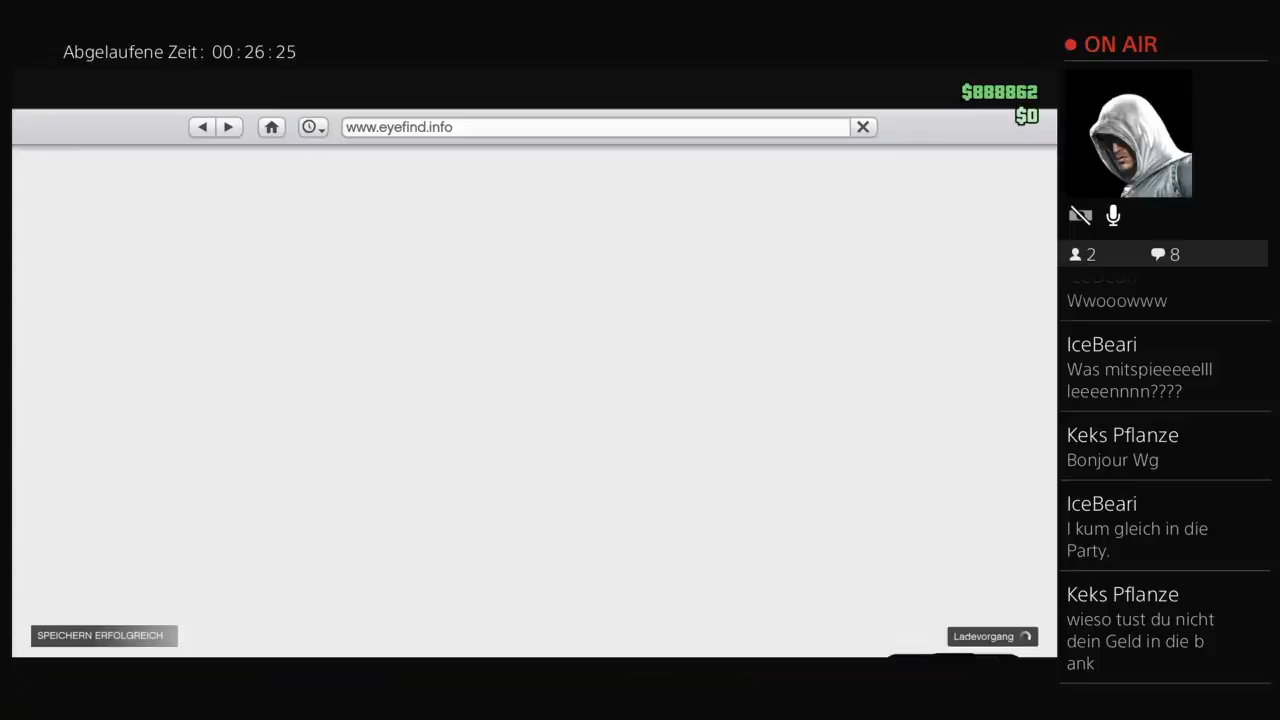 Abgelaufene Zeit: 00:26:25
ON AIR
$888862
$0
www.eyefind.info
2 8
Wwooowww
IceBeari
Was mitspieeeeelll
leeeennnn????
Keks Pflanze
Bonjour Wg
IceBeari
I kum gleich in die
Party.
Keks Pflanze
wieso tust du nicht
dein Geld in die b
ank
SPEICHERN ERFOLGREICH
Ladevorgang